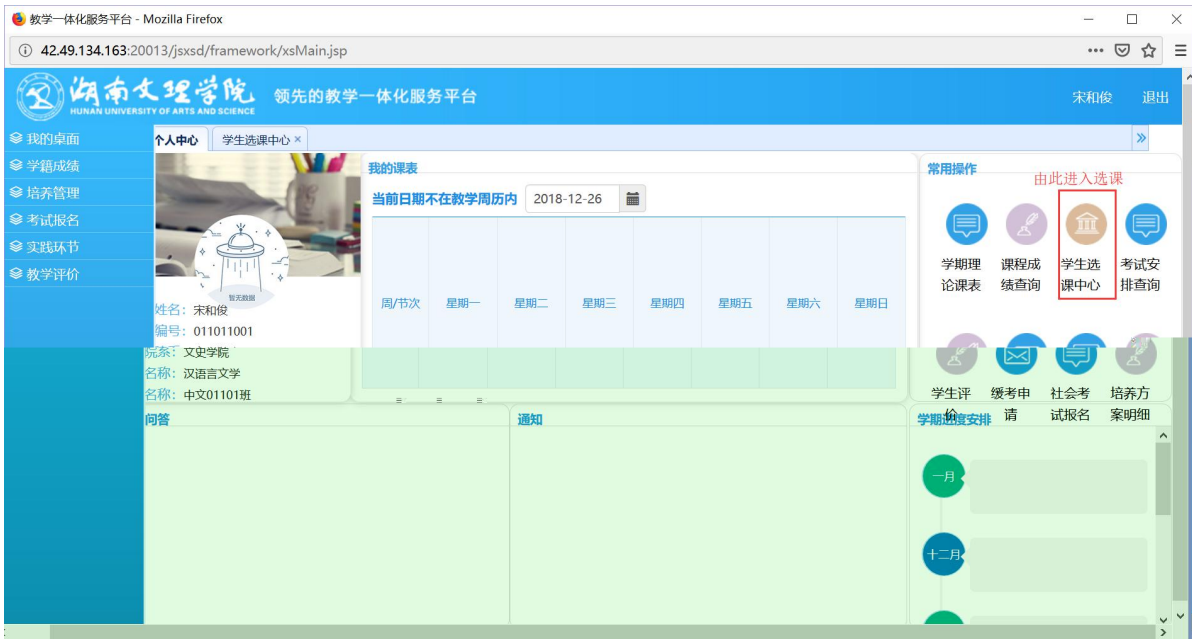 教学一体化服务平台 - Mozilla Firefox
42.49.134.163:20013/jsxsd/framework/xsMain.jsp
湖南文理学院
HUNAN UNIVERSITY OF ARTS AND SCIENCE
领先的教学一体化服务平台
宋和俊 退出
我的桌面
学籍成绩
培养管理
考试报名
实践环节
教学评价
个人中心 学生选课中心 ×
暂无数据
姓名：宋和俊
编号：011011001
院系：文史学院
名称：汉语言文学
名称：中文01101班
我的课表
当前日期不在教学周历内 2018-12-26
周/节次 星期一 星期二 星期三 星期四 星期五 星期六 星期日
常用操作
由此进入选课
学期理论课表
课程成绩查询
学生选课中心
考试安排查询
学生评价
缓考申请
社会考试报名
培养方案明细
问答
通知
学期进度安排
一月
十二月